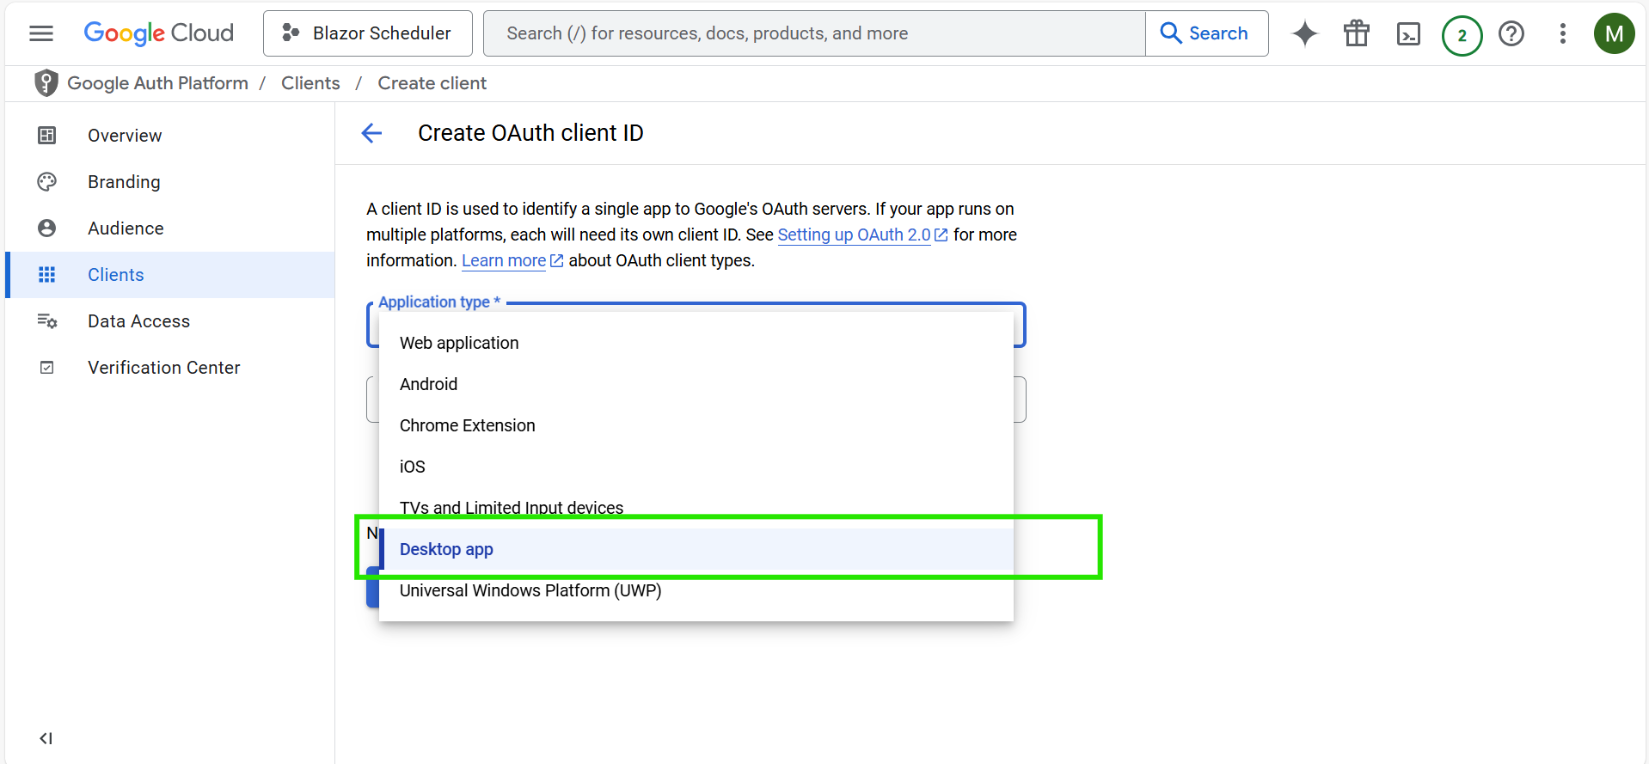 Google Cloud
Blazor Scheduler
Search (/) for resources, docs, products, and more
Search
2
M
Google Auth Platform / Clients / Create client
Overview
Branding
Audience
Clients
Data Access
Verification Center
Create OAuth client ID
A client ID is used to identify a single app to Google's OAuth servers. If your app runs on
multiple platforms, each will need its own client ID. See Setting up OAuth 2.0 for more
information. Learn more about OAuth client types.
Application type *
Web application
Android
Chrome Extension
iOS
TVs and Limited Input devices
N
Desktop app
Universal Windows Platform (UWP)